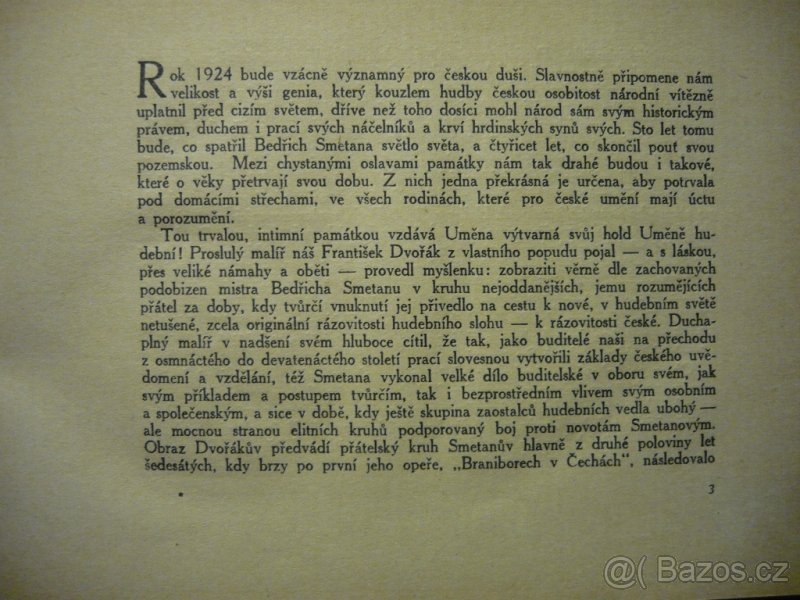 Rok 1924 bude vzácně významný pro českou duši. Slavnostně připomene nám
velikost a výši genia, který kouzlem hudby českou osobitost národní vítězně
uplatnil před cizím světem, dříve než toho dosíci mohl národ sám svým historickým
právem, duchem i prací svých náčelníků a krví hrdinských synů svých. Sto let tomu
bude, co spatřil Bedřich Smetana světlo světa, a čtyřicet let, co skončil pouť svou
pozemskou. Mezi chystanými oslavami památky nám tak drahé budou i takové,
které o věky přetrvají svou dobu. Z nich jedna překrásná je určena, aby potrvala
pod domácími střechami, ve všech rodinách, které pro české umění mají úctu
a porozumění.
Tou trvalou, intimní památkou vzdává Uměna výtvarná svůj hold Uměně hu-
dební! Proslulý malíř náš František Dvořák z vlastního popudu pojal — a s láskou,
přes veliké námahy a oběti — provedl myšlenku: zobraziti věrně dle zachovaných
podobizen mistra Bedřicha Smetanu v kruhu nejoddanějších, jemu rozumějících
přátel za doby, kdy tvůrčí vnuknutí jej přivedlo na cestu k nové, v hudebním světě
netušené, zcela originální rázovitosti hudebního slohu — k rázovitosti české. Ducha-
plný malíř v nadšení svém hluboce cítil, že tak, jako buditelé naši na přechodu
z osmnáctého do devatenáctého století prací slovesnou vytvořili základy českého uvě-
domení a vzdělání, též Smetana vykonal velké dílo buditelské v oboru svém, jak
svým příkladem a postupem tvůrčím, tak i bezprostředním vlivem svým osobním
a společenským, a sice v době, kdy ještě skupina zaostalců hudebních vedla ubohý —
ale mocnou stranou elitních kruhů podporovaný boj proti novotám Smetanovým.
Obraz Dvořákův předvádí přátelský kruh Smetanův hlavně z druhé poloviny let
šedesátých, kdy brzy po první jeho opeře, „Braniborech v Čechách", následovalo
3
@( Bazos.cz